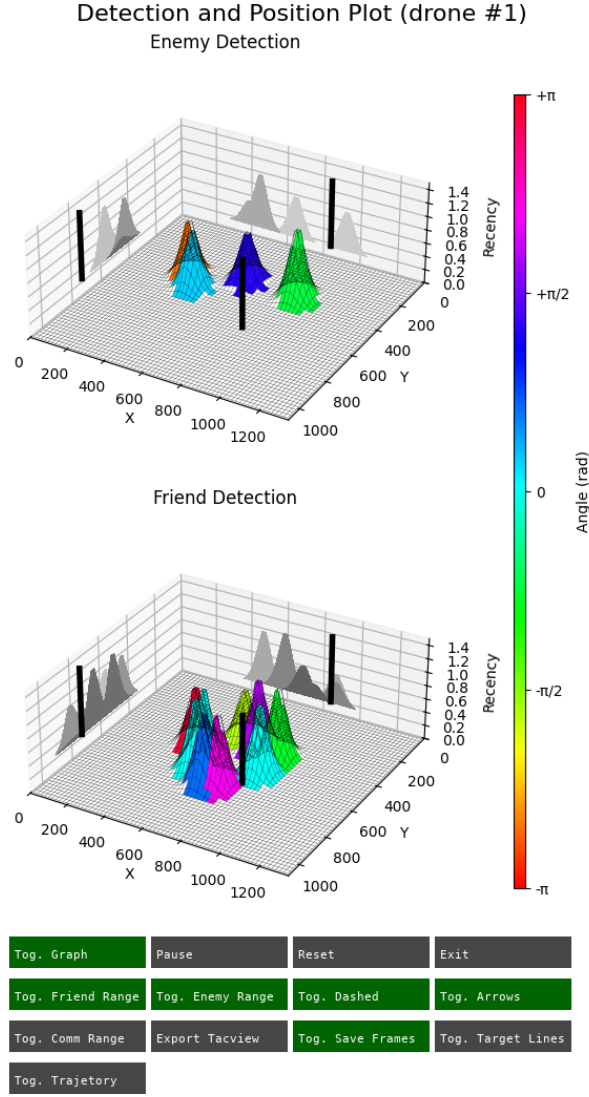 Detection and Position Plot (drone #1)
Enemy Detection
+π
1.4
1.2
1.0
0.8
0.6
0.4
0.2
0.0
Recency
0
200
400
600
800
1000
Y
0
200
400
600
800
1000
1200
X
+π/2
0
Angle (rad)
-π/2
-π
Friend Detection
1.4
1.2
1.0
0.8
0.6
0.4
0.2
0.0
Recency
0
200
400
600
800
1000
Y
0
200
400
600
800
1000
1200
X
Tog. Graph
Pause
Reset
Exit
Tog. Friend Range
Tog. Enemy Range
Tog. Dashed
Tog. Arrows
Tog. Comm Range
Export Tacview
Tog. Save Frames
Tog. Target Lines
Tog. Trajetory